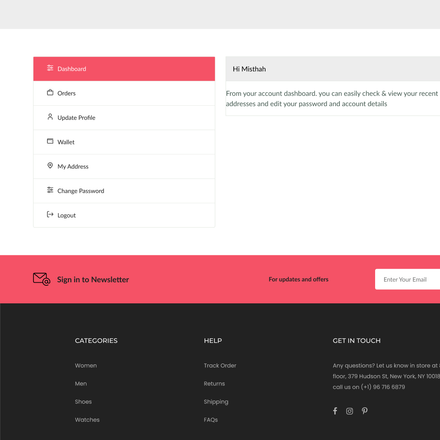 Dashboard
Orders
Update Profile
Wallet
My Address
Change Password
Logout
Hi Misthah
From your account dashboard. you can easily check & view your recent
addresses and edit your password and account details
Sign in to Newsletter
For updates and offers
Enter Your Email
CATEGORIES
Women
Men
Shoes
Watches
HELP
Track Order
Returns
Shipping
FAQs
GET IN TOUCH
Any questions? Let us know in store at
floor, 379 Hudson St, New York, NY 10018
call us on (+1) 96 716 6879